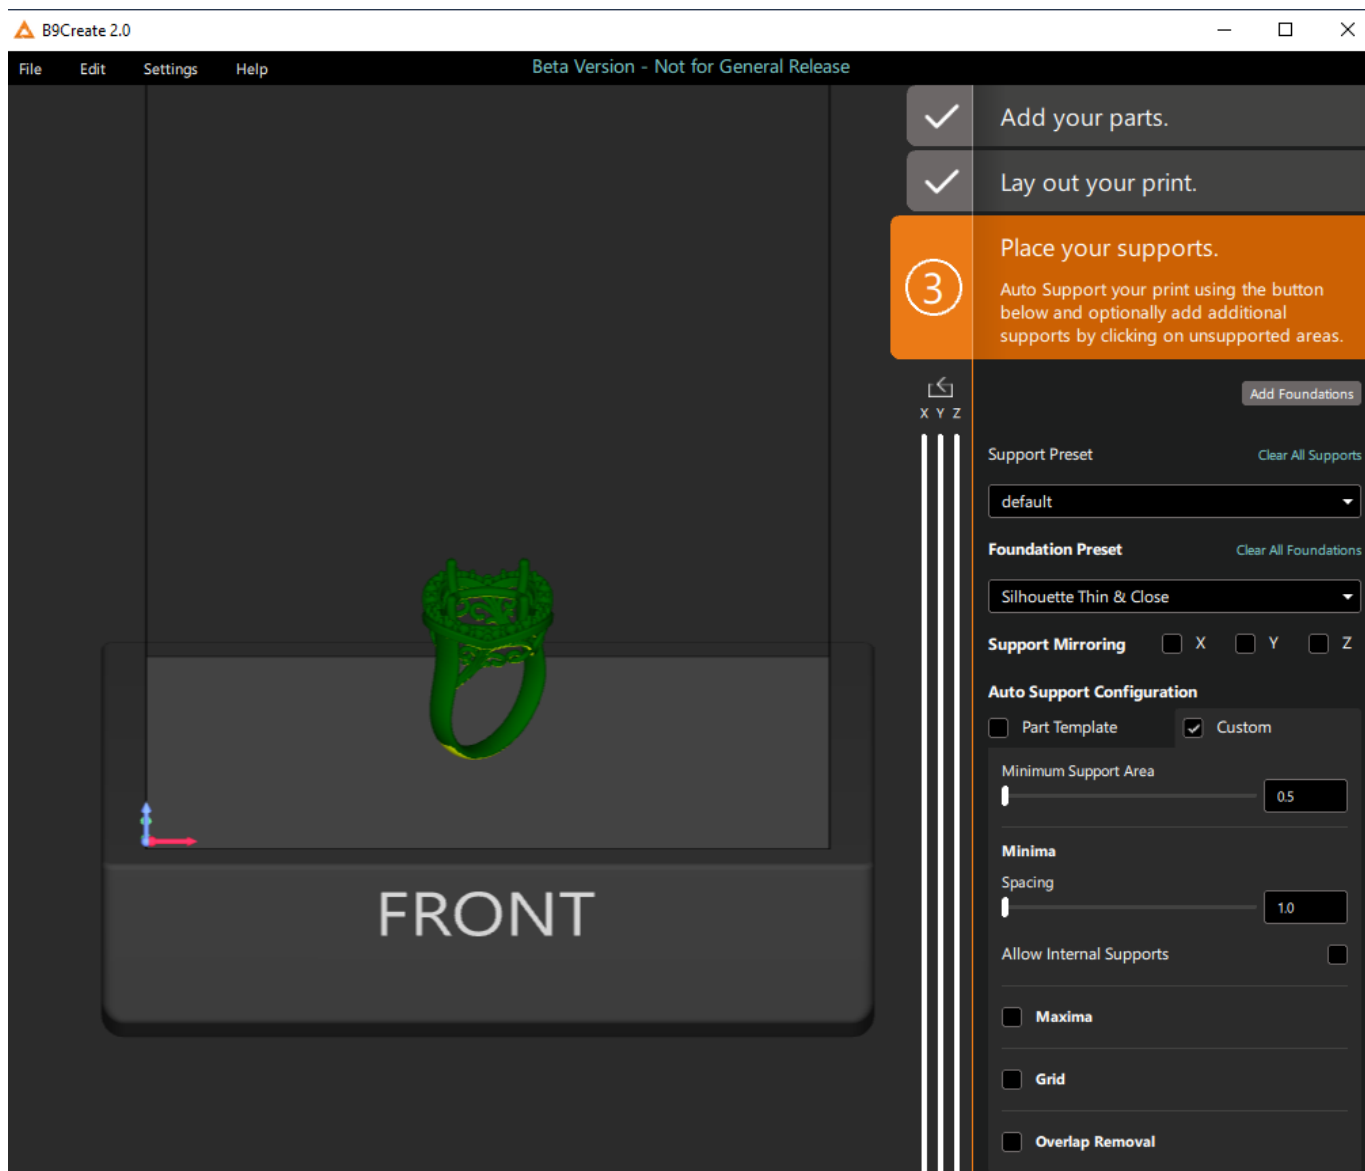 B9Create 2.0
File Edit Settings Help Beta Version - Not for General Release
Add your parts.
Lay out your print.
3
Place your supports.
Auto Support your print using the button
below and optionally add additional
supports by clicking on unsupported areas.
X Y Z
Add Foundations
Support Preset Clear All Supports
default
Foundation Preset Clear All Foundations
Silhouette Thin & Close
Support Mirroring X Y Z
Auto Support Configuration
Part Template Custom
Minimum Support Area
0.5
Minima
Spacing
1.0
Allow Internal Supports
Maxima
Grid
Overlap Removal
FRONT